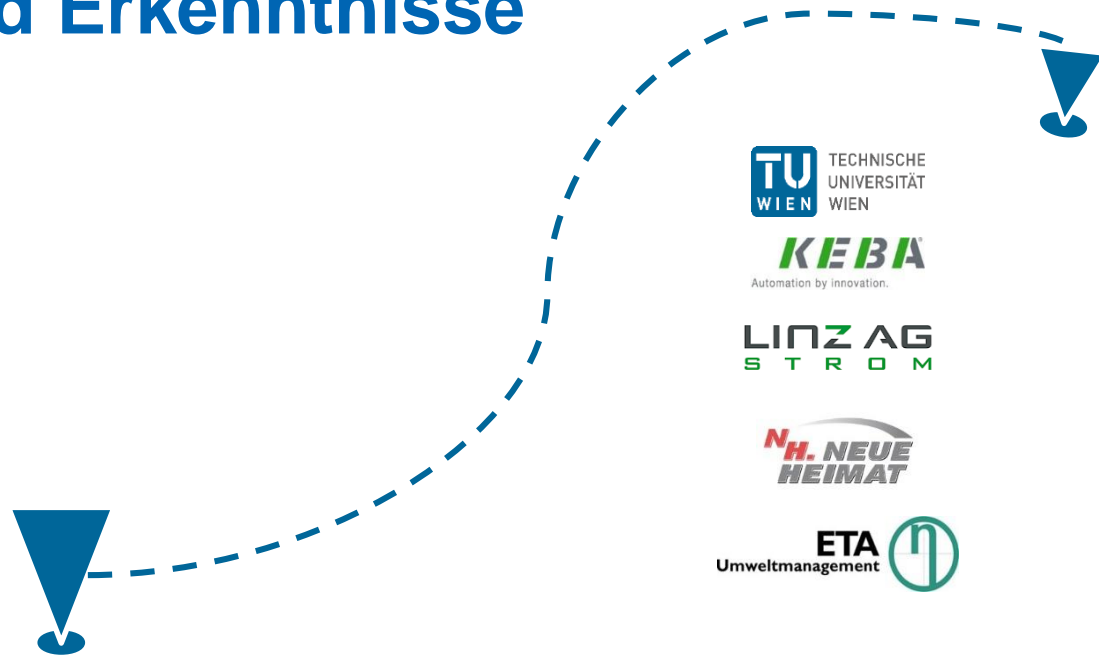 d Erkenntnisse
TU
WIEN
TECHNISCHE
UNIVERSITÄT
WIEN
KEBA
Automation by innovation.
LINZ AG
STROM
NH. NEUE
HEIMAT
ETA
Umweltmanagement
η